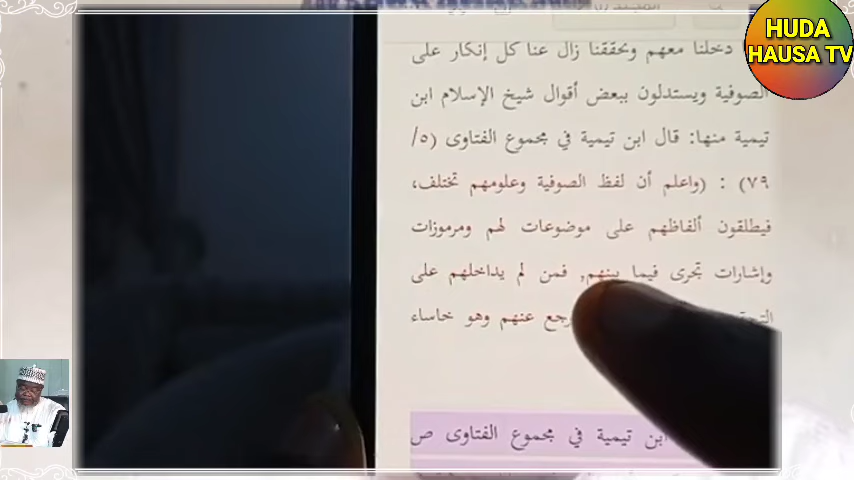 HUDA
HAUSA TV
دخلنا معهم وتحققنا زال عنا كل إنكار على
الصوفية ويستدلون ببعض أقوال شيخ الإسلام ابن
تيمية منها: قال ابن تيمية في مجموع الفتاوى (٥/
٧٩) : (واعلم أن لفظ الصوفية وعلومهم تختلف،
فيطلقون ألفاظهم على موضوعات لهم ومرموزات
وإشارات تجرى فيما بينهم, فمن لم يداخلهم على
رجع عنهم وهو خاساء
ابن تيمية في مجموع الفتاوى ص